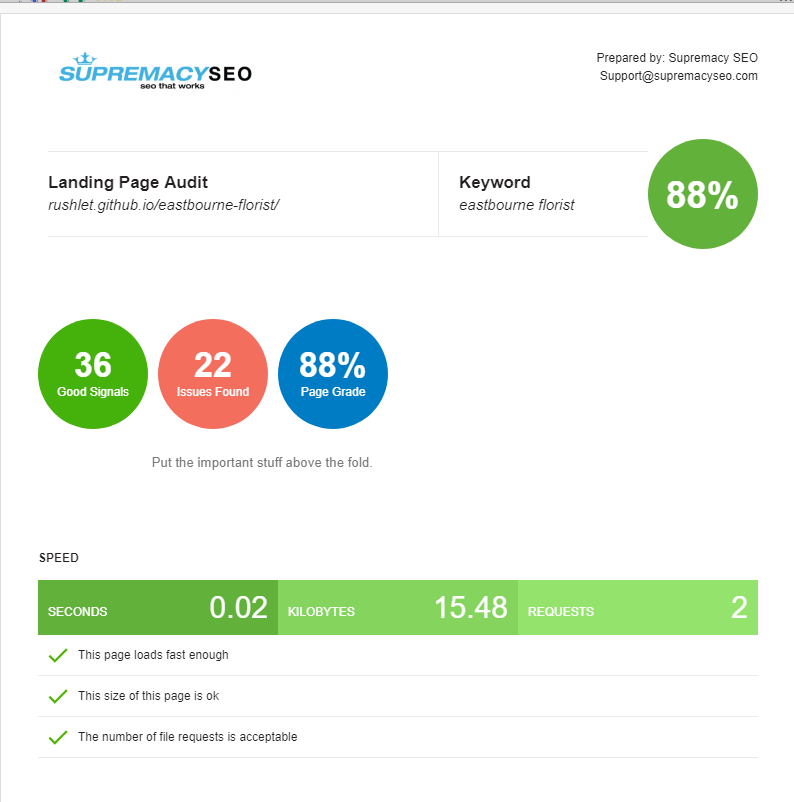 SUPREMACYSEO
seo that works
Prepared by: Supremacy SEO
Support@supremacyseo.com
Landing Page Audit
rushlet.github.io/eastbourne-florist/
Keyword
eastbourne florist
88%
36
Good Signals
22
Issues Found
88%
Page Grade
Put the important stuff above the fold.
SPEED
SECONDS 0.02
KILOBYTES 15.48
REQUESTS 2
This page loads fast enough
This size of this page is ok
The number of file requests is acceptable